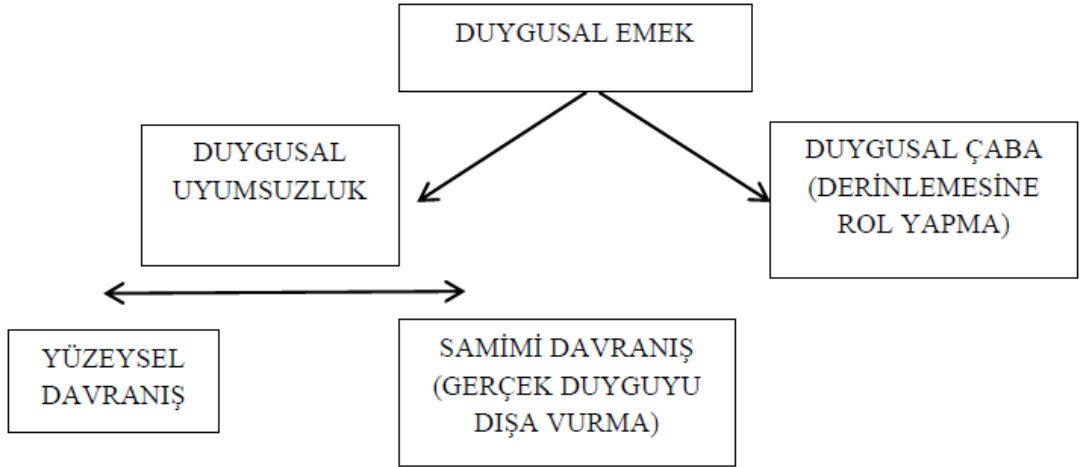 DUYGUSAL EMEK
DUYGUSAL
UYUMSUZLUK
DUYGUSAL ÇABA
(DERİNLEMESİNE
ROL YAPMA)
YÜZEYSEL
DAVRANIŞ
SAMİMİ DAVRANIŞ
(GERÇEK DUYGUYU
DIŞA VURMA)